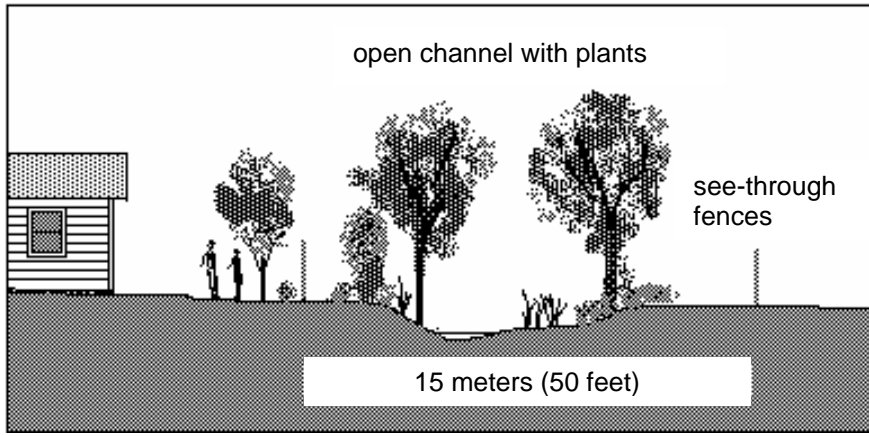 open channel with plants
see-through
fences
15 meters (50 feet)